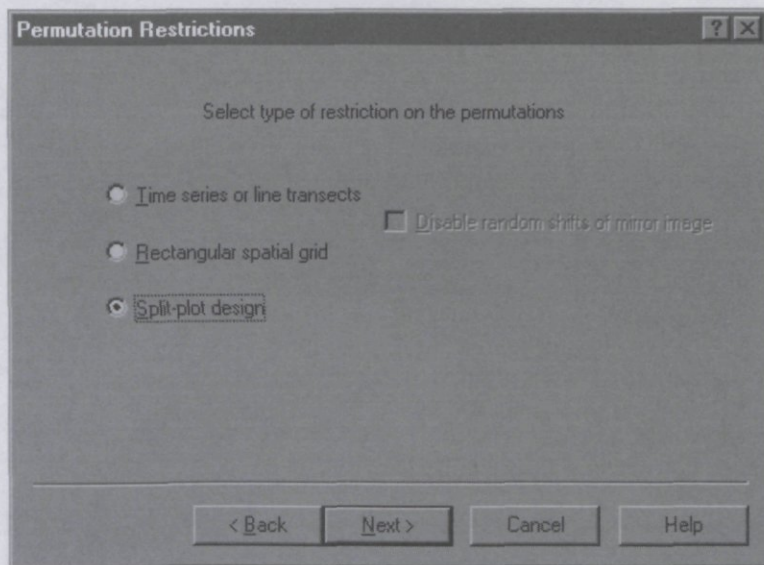 Permutation Restrictions
Select type of restriction on the permutations
Time series or line transects
Disable random shifts of mirror image
Rectangular spatial grid
Split-plot design
< Back
Next >
Cancel
Help